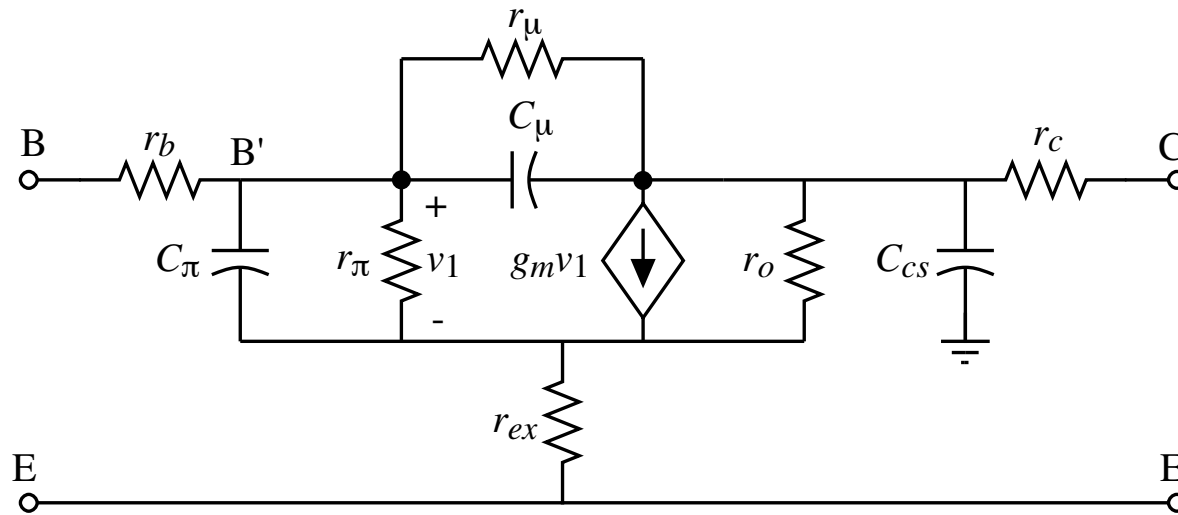 rμ
Cμ
B
rb
B'
rc
C
+
Cπ
rπ
v1
gmv1
ro
Ccs
-
rex
E
E